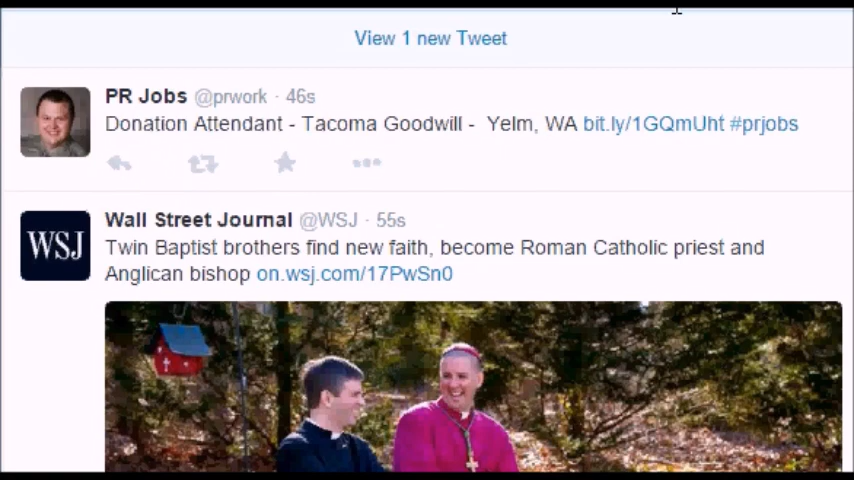 View 1 new Tweet
PR Jobs @prwork · 46s
Donation Attendant - Tacoma Goodwill - Yelm, WA bit.ly/1GQmUht #prjobs
Wall Street Journal @WSJ · 55s
WSJ
Twin Baptist brothers find new faith, become Roman Catholic priest and
Anglican bishop on.wsj.com/17PwSn0